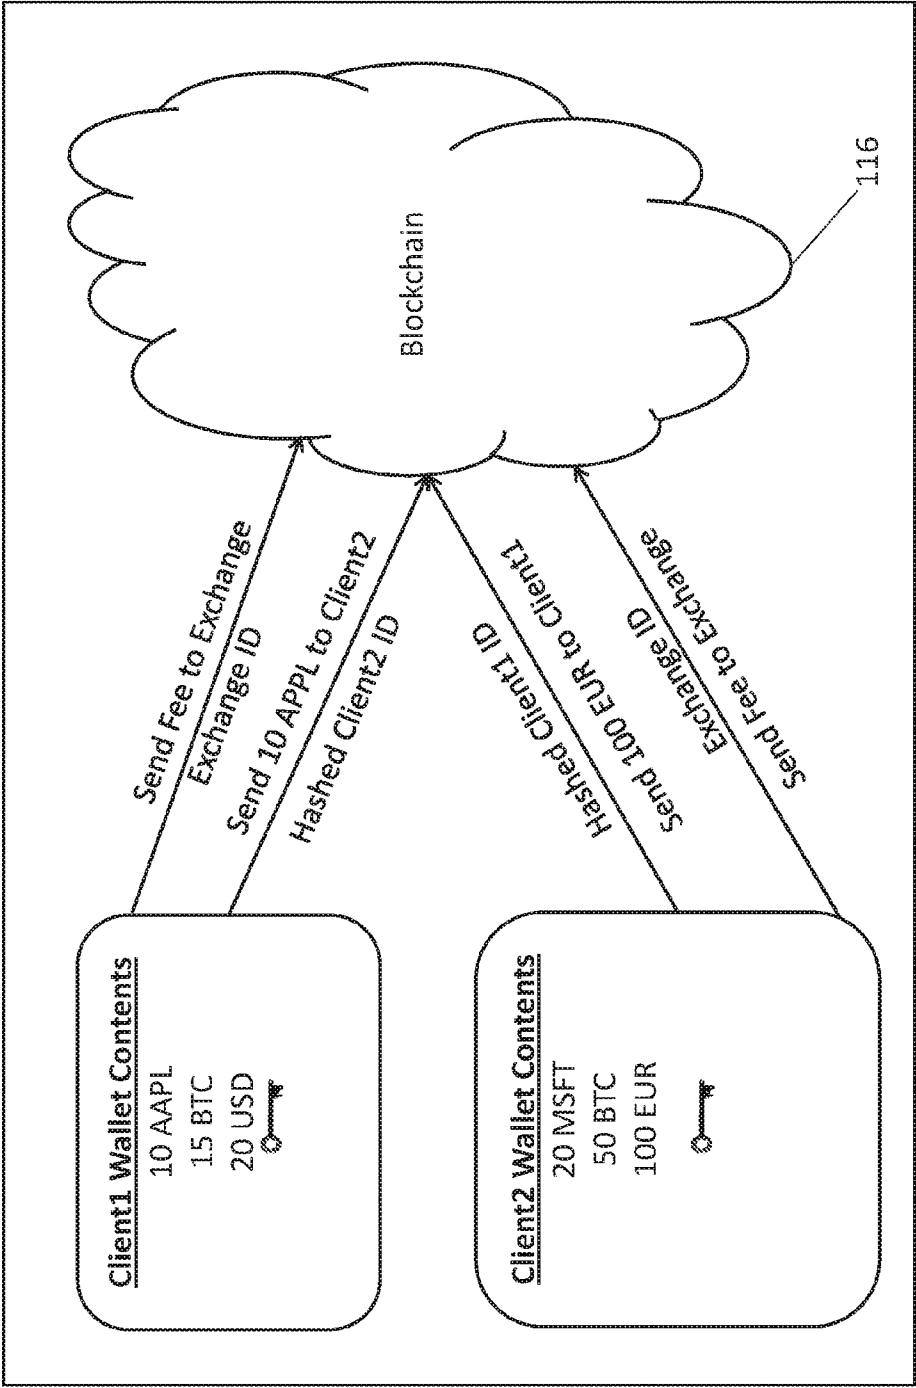 Client1 Wallet Contents
10 AAPL
15 BTC
20 USD
Send Fee to Exchange
Exchange ID
Send 10 APPL to Client2
Hashed Client2 ID
Client2 Wallet Contents
20 MSFT
50 BTC
100 EUR
Hashed Client1 ID
Send 100 EUR to Client1
Exchange ID
Send Fee to Exchange
Blockchain
116